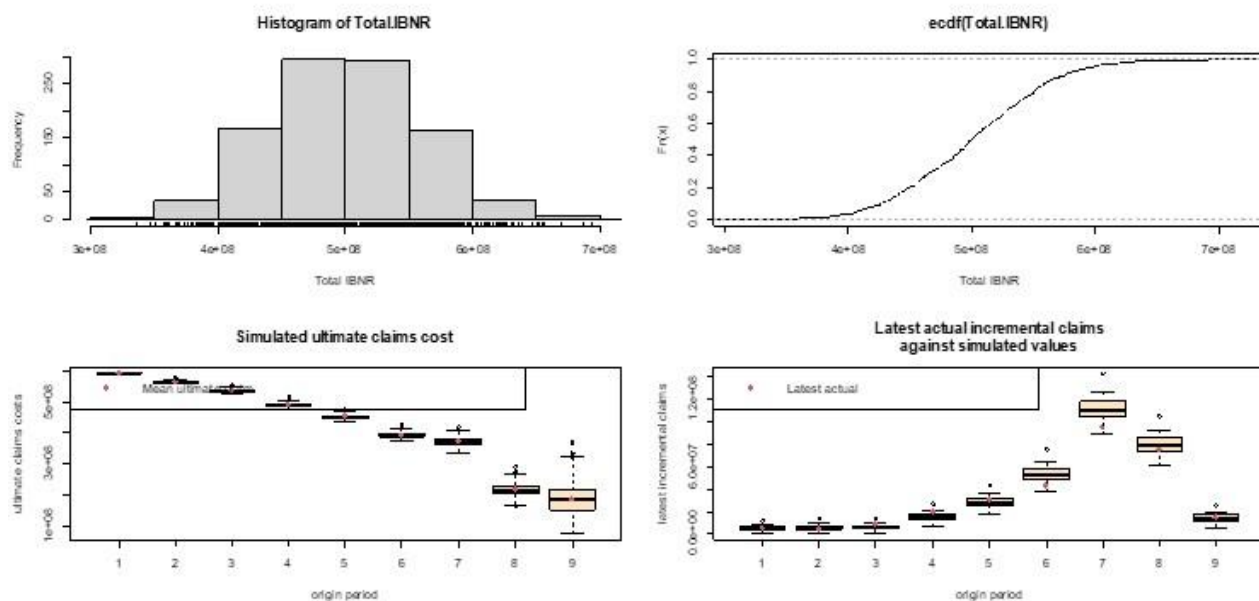 Histogram of Total.IBNR
Frequency
0 50 150 250
3e+08 4e+08 5e+08 6e+08 7e+08
Total IBNR
ecdf(Total.IBNR)
Fn(x)
0.0 0.2 0.4 0.6 0.8 1.0
3e+08 4e+08 5e+08 6e+08 7e+08
Total IBNR
Simulated ultimate claims cost
Mean ultimate
ultimate claims costs
1e+08 3e+08 5e+08
1 2 3 4 5 6 7 8 9
origin period
Latest actual incremental claims
against simulated values
Latest actual
latest incremental claims
0.0e+00 6.0e+07 1.2e+08
1 2 3 4 5 6 7 8 9
origin period